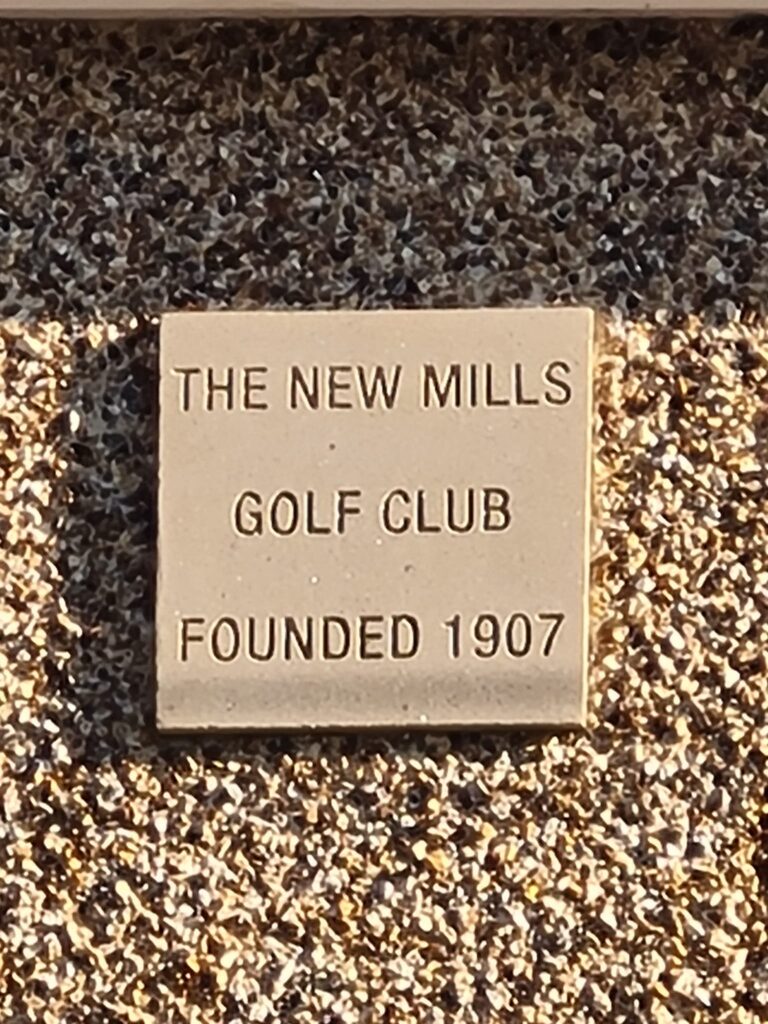 THE NEW MILLS
GOLF CLUB
FOUNDED 1907